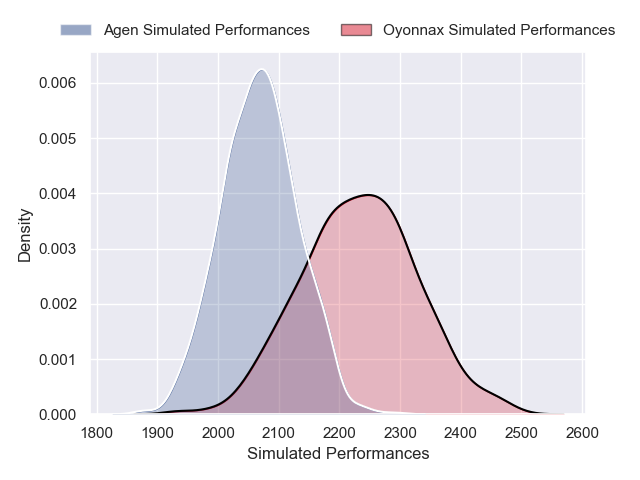 Agen Simulated Performances
Oyonnax Simulated Performances
0.006
0.005
0.004
0.003
0.002
0.001
0.000
Density
1800 1900 2000 2100 2200 2300 2400 2500 2600
Simulated Performances